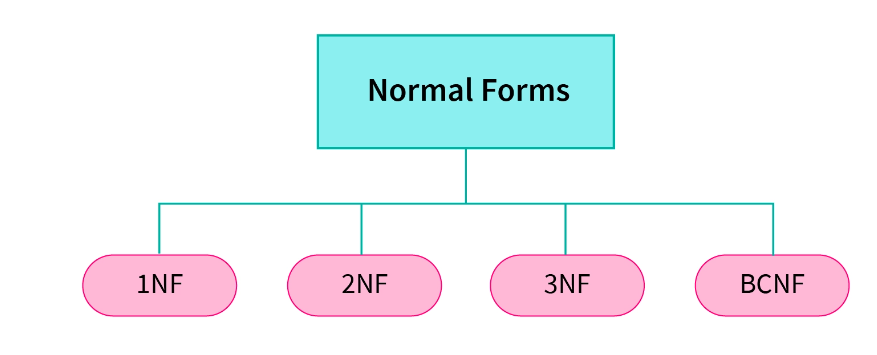 Normal Forms
1NF
2NF
3NF
BCNF